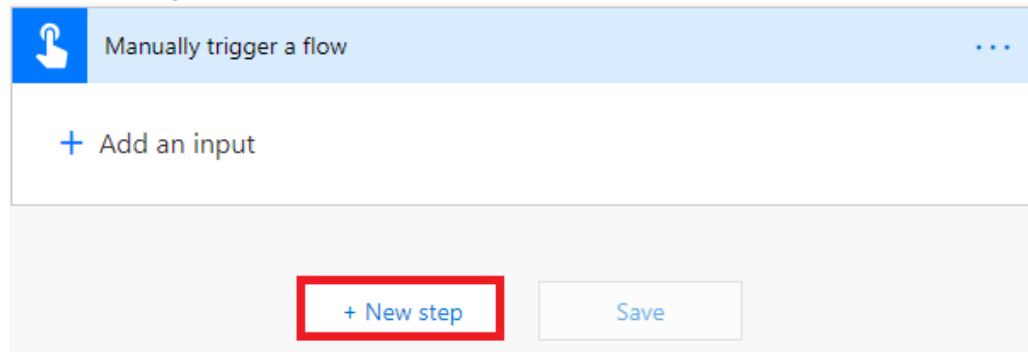 Manually trigger a flow
...
+ Add an input
+ New step
Save